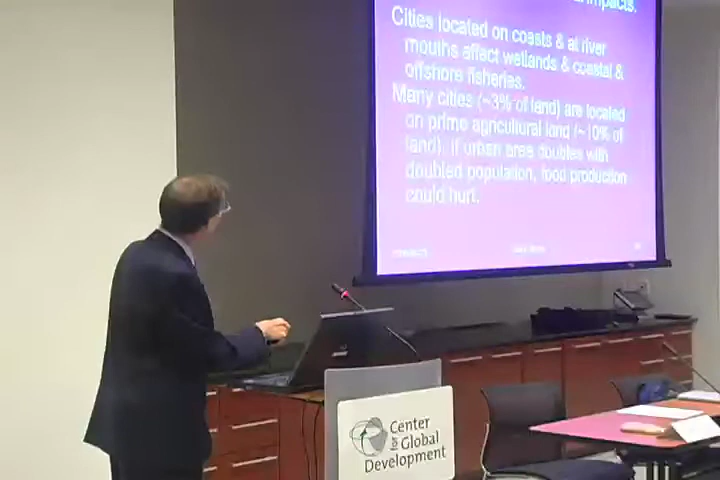 impacts.
Cities located on coasts & at river
mouths affect wetlands & coastal &
offshore fisheries.
Many cities (~3% of land) are located
on prime agricultural land (~10% of
land). If urban area doubles with
doubled population, food production
could hurt.
Center
for Global
Development